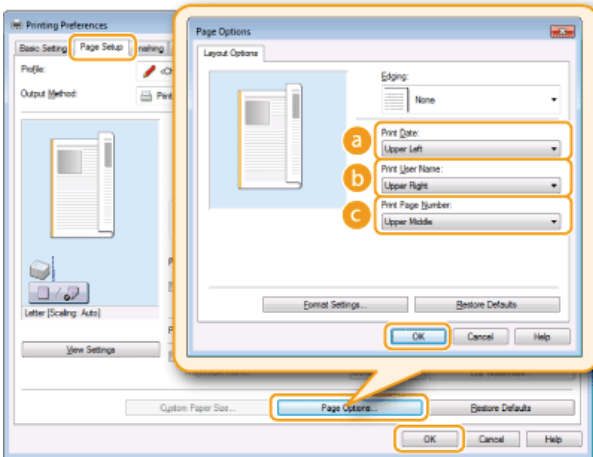 Printing Preferences
Basic Setting
Page Setup
Profile:
Output Method:
Letter [Scaling: Auto]
View Settings
Custom Paper Size...
Page Options...
Restore Defaults
OK
Cancel
Help
Page Options
Layout Options
Edging:
None
a
Print Date:
Upper Left
b
Print User Name:
Upper Right
c
Print Page Number:
Upper Middle
Format Settings...
Restore Defaults
OK
Cancel
Help